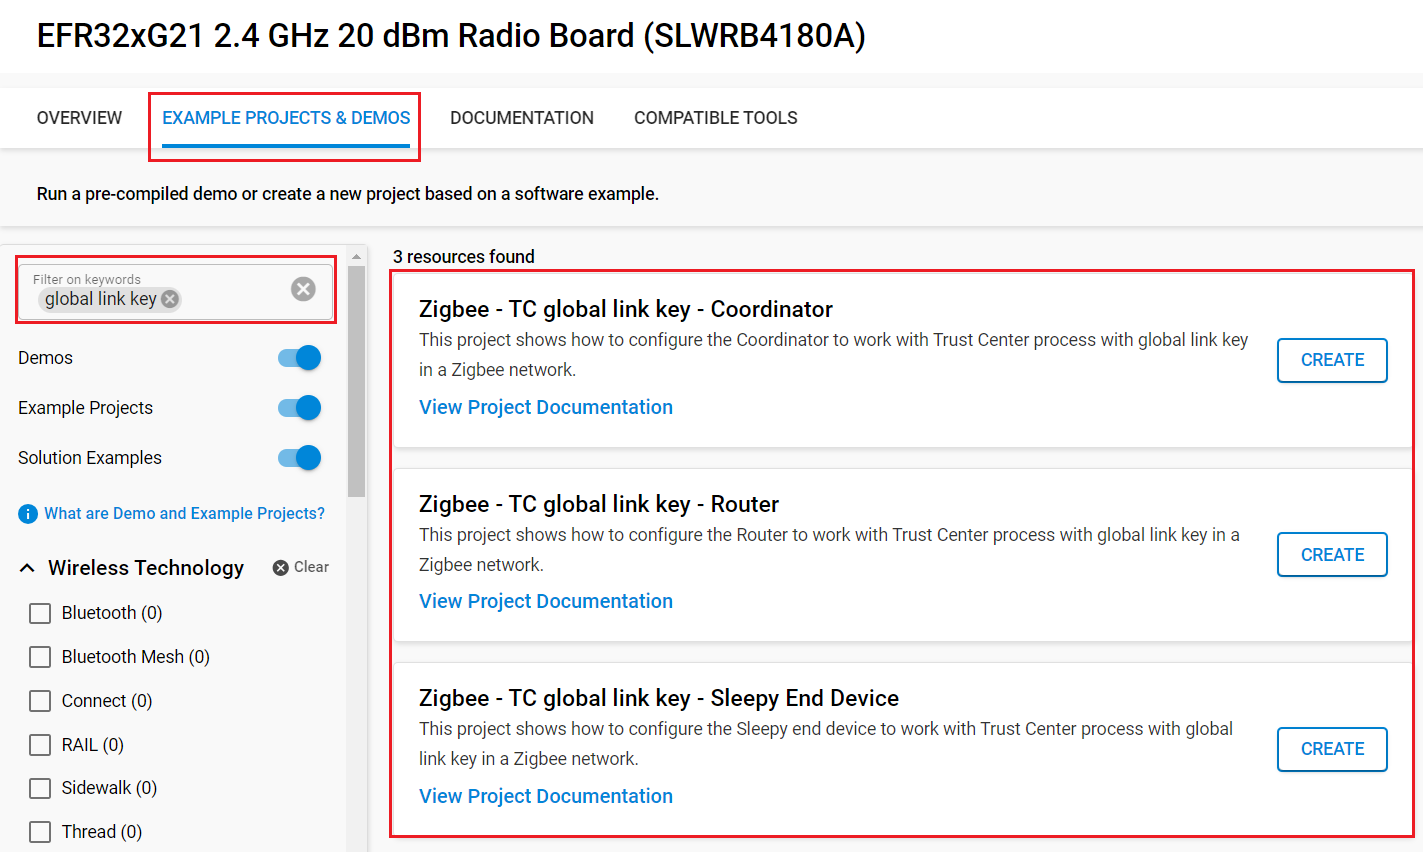 EFR32xG21 2.4 GHz 20 dBm Radio Board (SLWRB4180A)
OVERVIEW
EXAMPLE PROJECTS & DEMOS
DOCUMENTATION
COMPATIBLE TOOLS
Run a pre-compiled demo or create a new project based on a software example.
Filter on keywords
global link key
Demos
Example Projects
Solution Examples
What are Demo and Example Projects?
Wireless Technology
Clear
Bluetooth (0)
Bluetooth Mesh (0)
Connect (0)
RAIL (0)
Sidewalk (0)
Thread (0)
3 resources found
Zigbee - TC global link key - Coordinator
This project shows how to configure the Coordinator to work with Trust Center process with global link key
in a Zigbee network.
View Project Documentation
CREATE
Zigbee - TC global link key - Router
This project shows how to configure the Router to work with Trust Center process with global link key in a
Zigbee network.
View Project Documentation
CREATE
Zigbee - TC global link key - Sleepy End Device
This project shows how to configure the Sleepy end device to work with Trust Center process with global
link key in a Zigbee network.
View Project Documentation
CREATE